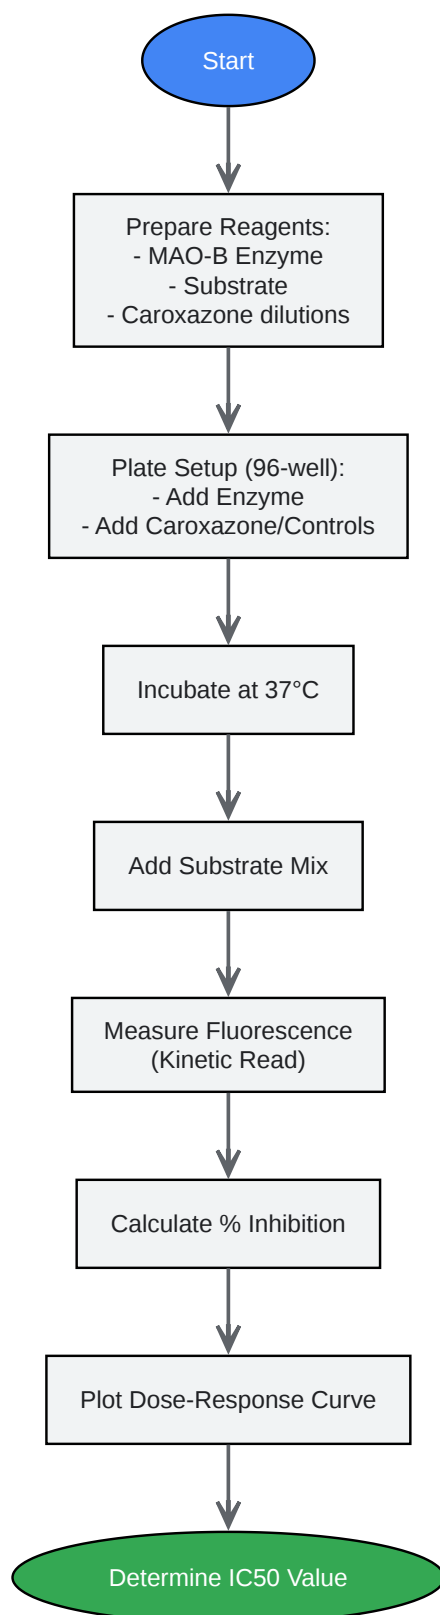 Start
Prepare Reagents:
- MAO-B Enzyme
- Substrate
- Caroxazone dilutions
Plate Setup (96-well):
- Add Enzyme
- Add Caroxazone/Controls
Incubate at 37°C
Add Substrate Mix
Measure Fluorescence
(Kinetic Read)
Calculate % Inhibition
Plot Dose-Response Curve
Determine IC50 Value